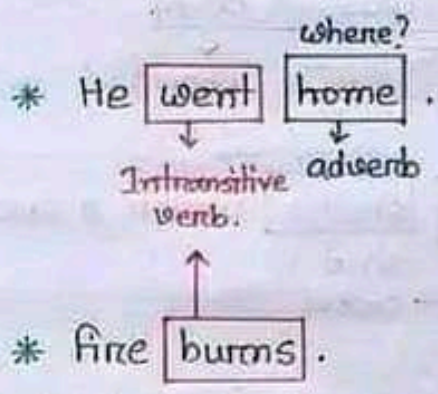 where?
* He went home.
Intransitive adverb
verb.
* fire burns.